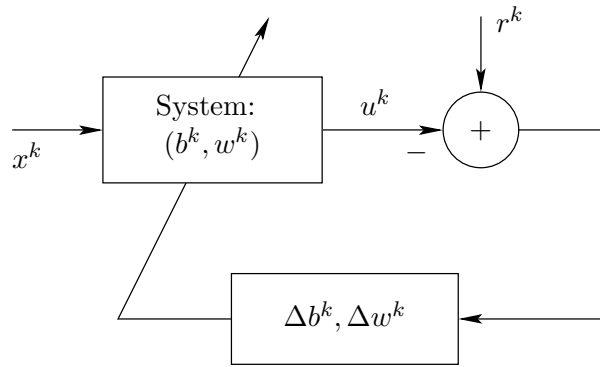 r^k
System:
(b^k, w^k)
u^k
+
−
x^k
Δb^k, Δw^k